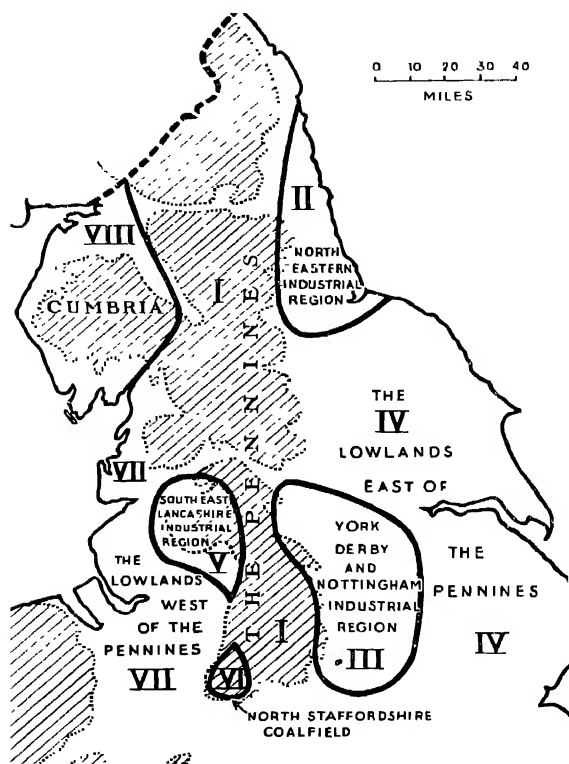 0 10 20 30 40
MILES
II
NORTH
EASTERN
INDUSTRIAL
REGION
VIII
CUMBRIA
I
THE PENNINES
THE
IV
LOWLANDS
EAST OF
THE
PENNINES
IV
VII
SOUTH EAST
LANCASHIRE
INDUSTRIAL
REGION
V
YORK
DERBY
AND
NOTTINGHAM
INDUSTRIAL
REGION
III
THE
LOWLANDS
WEST
OF THE
PENNINES
VII
I
VI
NORTH STAFFORDSHIRE
COALFIELD